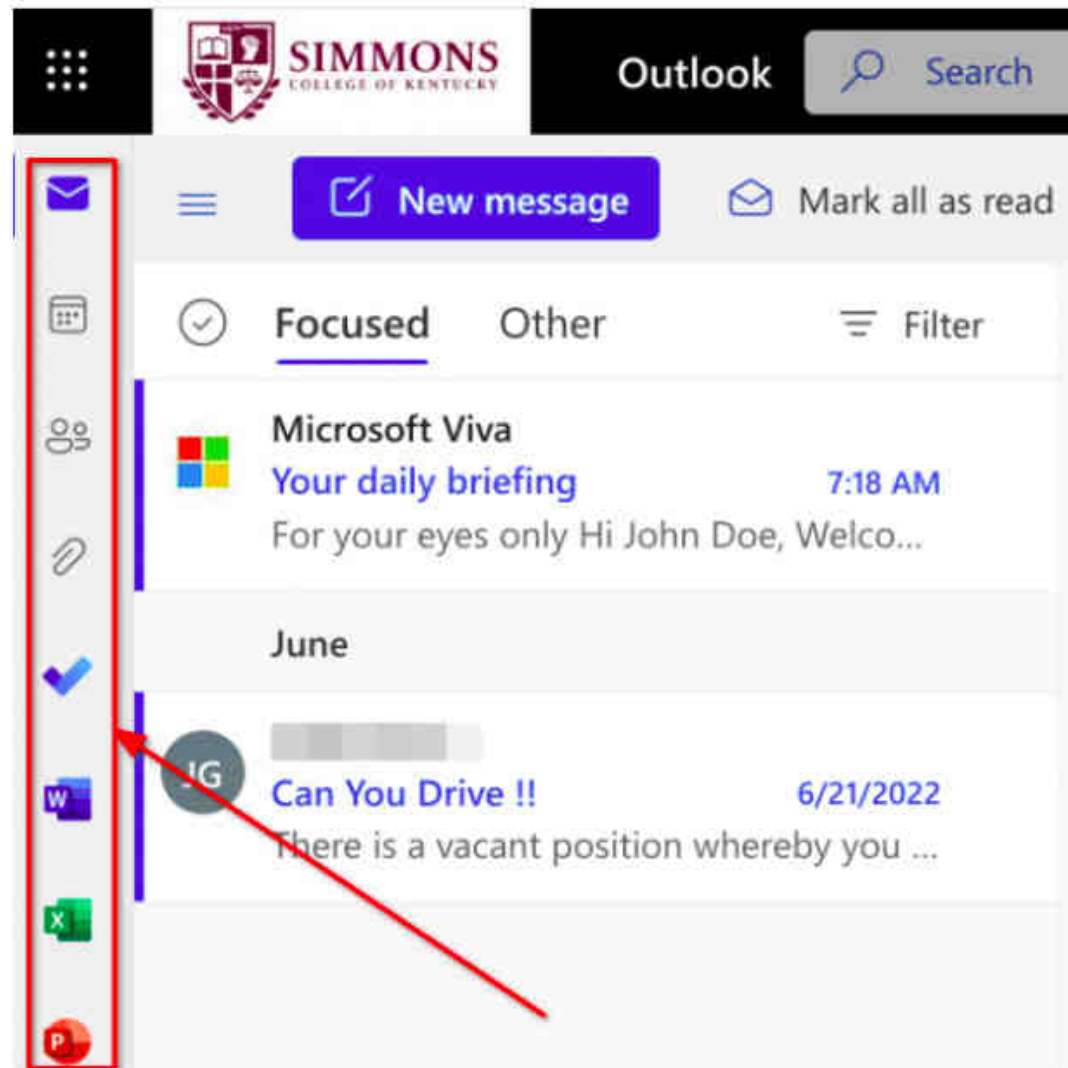 SIMMONS
COLLEGE OF KENTUCKY
Outlook
Search
New message
Mark all as read
Focused Other
Filter
Microsoft Viva
Your daily briefing 7:18 AM
For your eyes only Hi John Doe, Welco...
June
JG
Can You Drive !! 6/21/2022
There is a vacant position whereby you ...
W
X
P